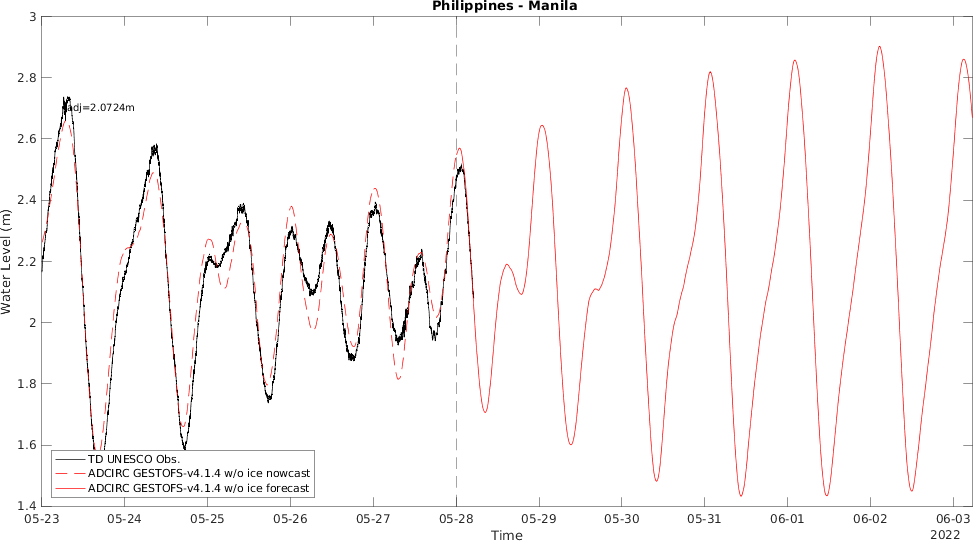 Philippines - Manila
3
2.8
2.6
2.4
2.2
2
1.8
1.6
1.4
Water Level (m)
adj=2.0724m
TD UNESCO Obs.
ADCIRC GESTOFS-v4.1.4 w/o ice nowcast
ADCIRC GESTOFS-v4.1.4 w/o ice forecast
05-23 05-24 05-25 05-26 05-27 05-28 05-29 05-30 05-31 06-01 06-02 06-03
2022
Time